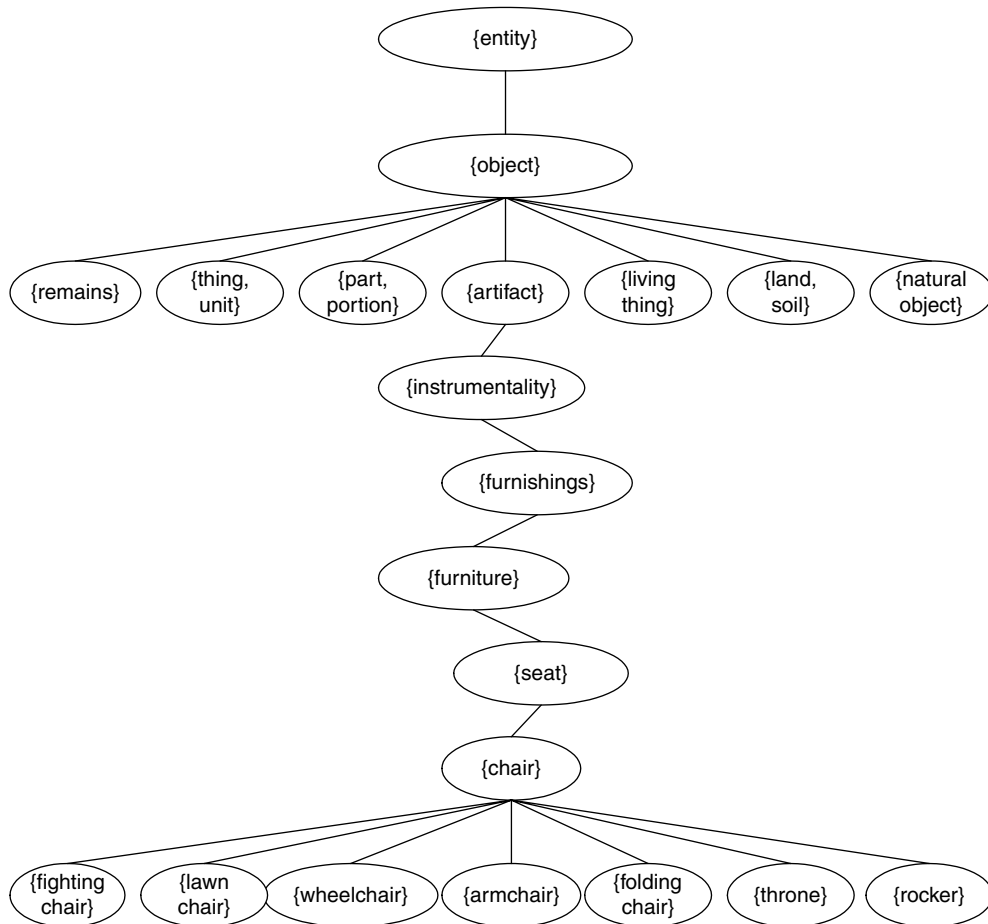 {entity}
{object}
{remains}
{thing,
unit}
{part,
portion}
{artifact}
{living
thing}
{land,
soil}
{natural
object}
{instrumentality}
{furnishings}
{furniture}
{seat}
{chair}
{fighting
chair}
{lawn
chair}
{wheelchair}
{armchair}
{folding
chair}
{throne}
{rocker}